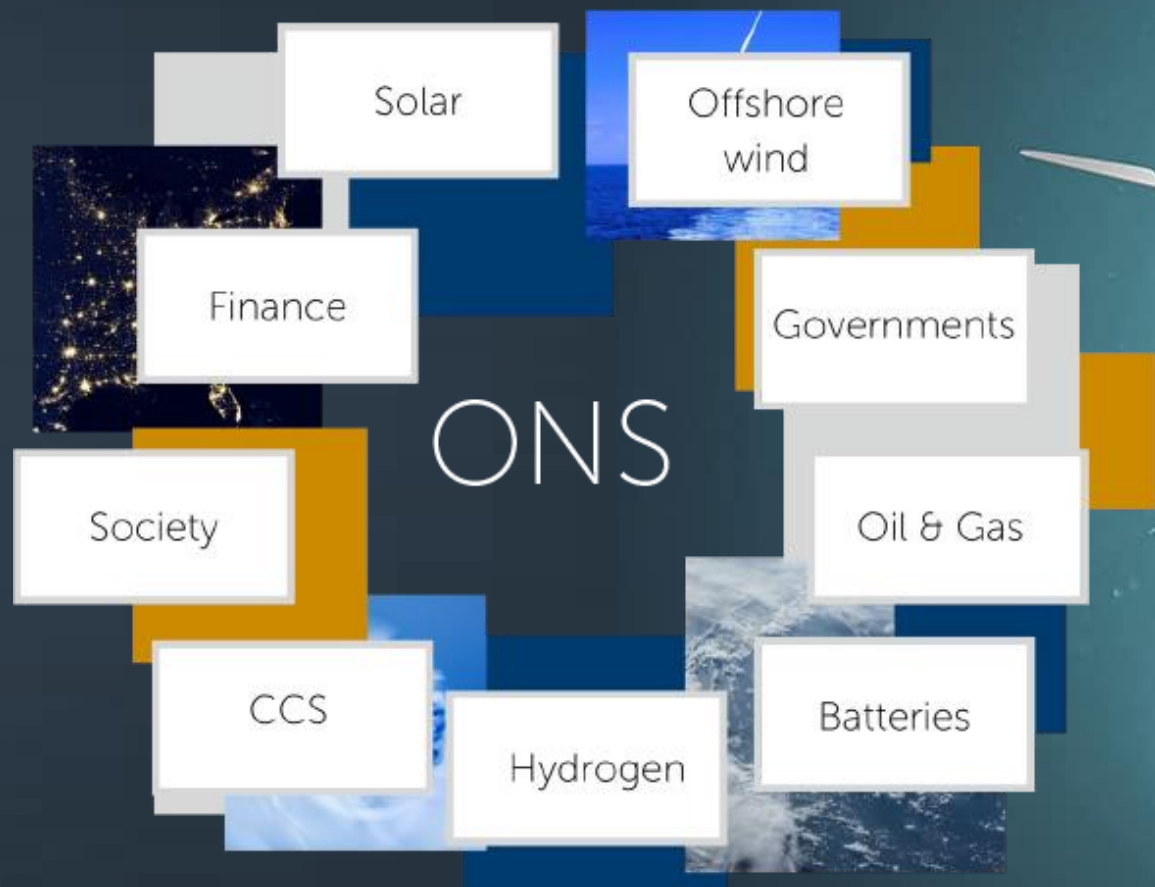 Solar
Offshore
wind
Finance
Governments
ONS
Society
Oil & Gas
CCS
Batteries
Hydrogen